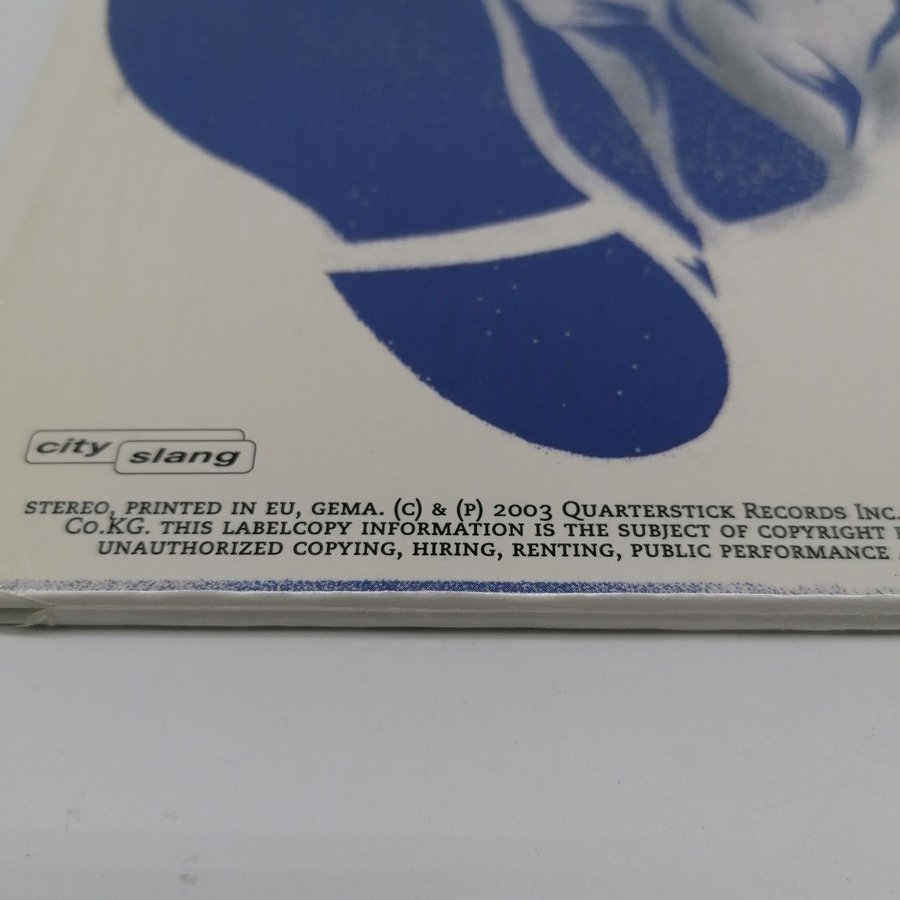 city
slang
STEREO, PRINTED IN EU, GEMA. (C) & (P) 2003 QUARTERSTICK RECORDS INC.
CO.KG. THIS LABELCOPY INFORMATION IS THE SUBJECT OF COPYRIGHT
UNAUTHORIZED COPYING, HIRING, RENTING, PUBLIC PERFORMANCE